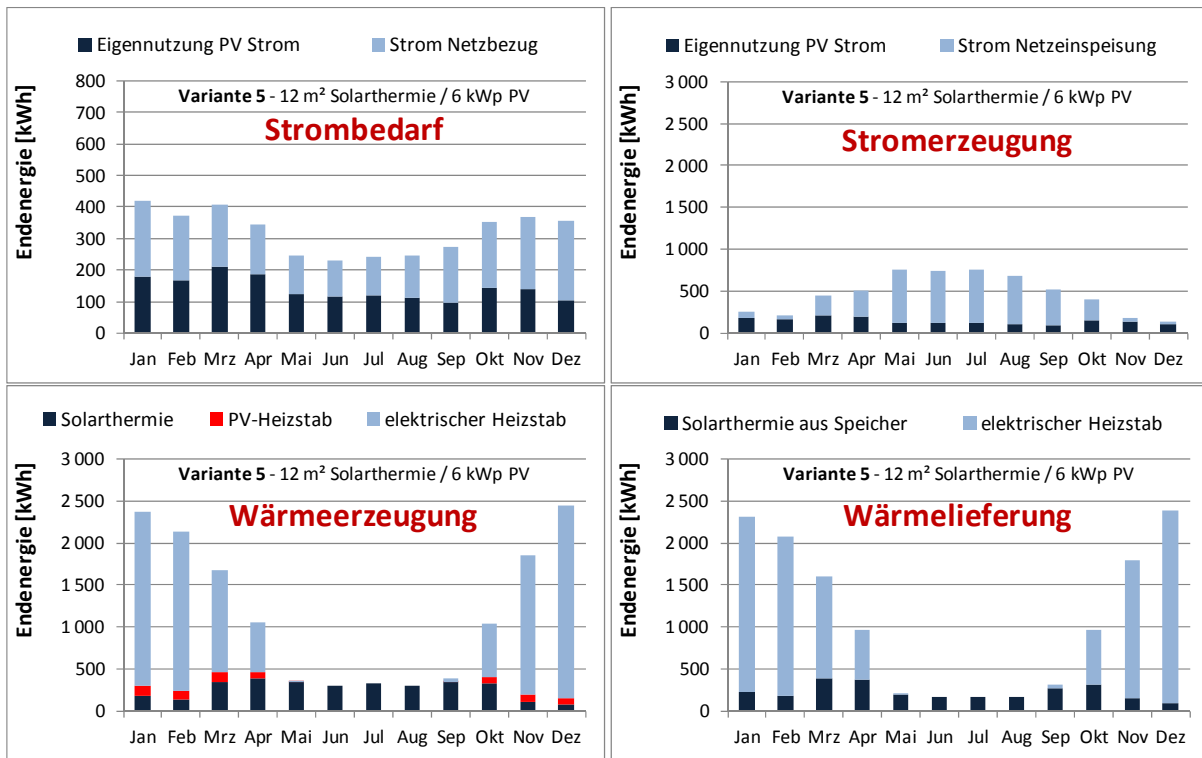 Eigennutzung PV Strom Strom Netzbezug
Endenergie [kWh]
800
700
600
500
400
300
200
100
0
Variante 5 - 12 m² Solarthermie / 6 kWp PV
Strombedarf
Jan Feb Mrz Apr Mai Jun Jul Aug Sep Okt Nov Dez
Eigennutzung PV Strom Strom Netzeinspeisung
Endenergie [kWh]
3 000
2 500
2 000
1 500
1 000
500
0
Variante 5 - 12 m² Solarthermie / 6 kWp PV
Stromerzeugung
Jan Feb Mrz Apr Mai Jun Jul Aug Sep Okt Nov Dez
Solarthermie PV-Heizstab elektrischer Heizstab
Endenergie [kWh]
3 000
2 500
2 000
1 500
1 000
500
0
Variante 5 - 12 m² Solarthermie / 6 kWp PV
Wärmeerzeugung
Jan Feb Mrz Apr Mai Jun Jul Aug Sep Okt Nov Dez
Solarthermie aus Speicher elektrischer Heizstab
Endenergie [kWh]
3 000
2 500
2 000
1 500
1 000
500
0
Variante 5 - 12 m² Solarthermie / 6 kWp PV
Wärmelieferung
Jan Feb Mrz Apr Mai Jun Jul Aug Sep Okt Nov Dez